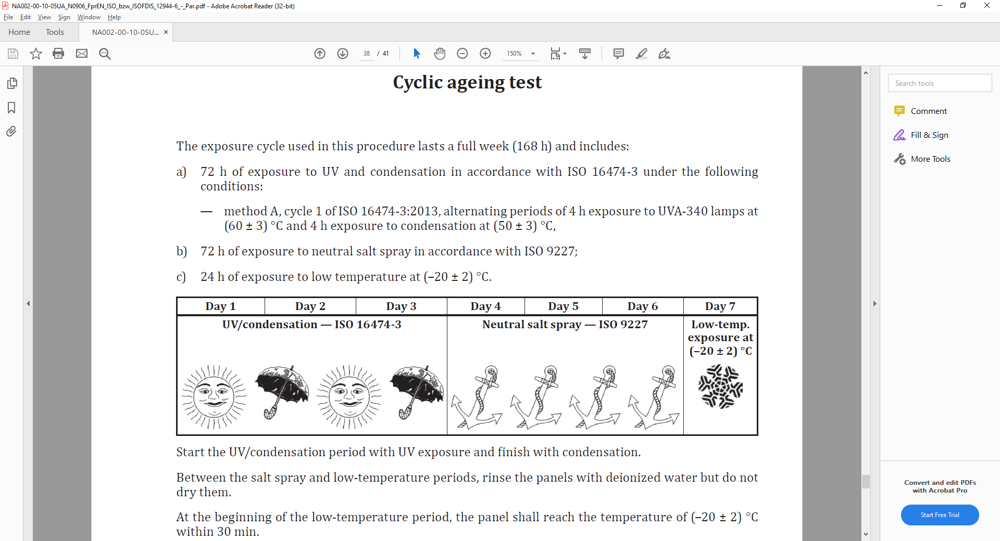 NA002-00-10-05UA_N0906_FprEN_ISO_bzw_ISOFDIS_12944-6_-_Par.pdf - Adobe Acrobat Reader (32-bit)
File Edit View Sign Window Help
Home Tools NA002-00-10-05U... ×
38 / 41 150%
Cyclic ageing test
The exposure cycle used in this procedure lasts a full week (168 h) and includes:
a) 72 h of exposure to UV and condensation in accordance with ISO 16474-3 under the following
conditions:
— method A, cycle 1 of ISO 16474-3:2013, alternating periods of 4 h exposure to UVA-340 lamps at
(60 ± 3) °C and 4 h exposure to condensation at (50 ± 3) °C,
b) 72 h of exposure to neutral salt spray in accordance with ISO 9227;
c) 24 h of exposure to low temperature at (–20 ± 2) °C.
Day 1 Day 2 Day 3 Day 4 Day 5 Day 6 Day 7
UV/condensation — ISO 16474-3
Neutral salt spray — ISO 9227
Low-temp.
exposure at
(–20 ± 2) °C
Start the UV/condensation period with UV exposure and finish with condensation.
Between the salt spray and low-temperature periods, rinse the panels with deionized water but do not
dry them.
At the beginning of the low-temperature period, the panel shall reach the temperature of (–20 ± 2) °C
within 30 min.
Search tools
Comment
Fill & Sign
More Tools
Convert and edit PDFs
with Acrobat Pro
Start Free Trial